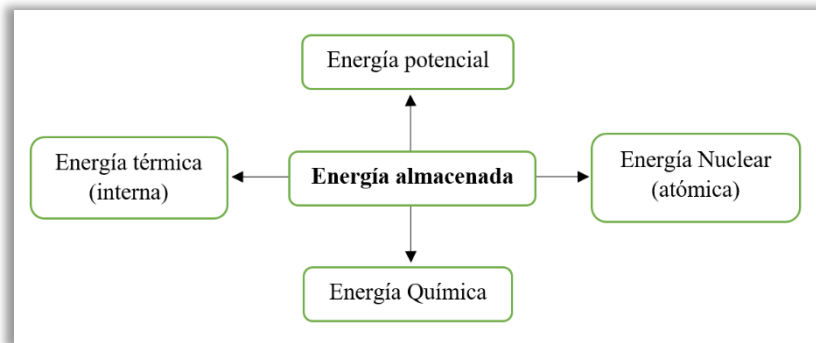 Energía potencial
Energía térmica
(interna)
Energía almacenada
Energía Nuclear
(atómica)
Energía Química